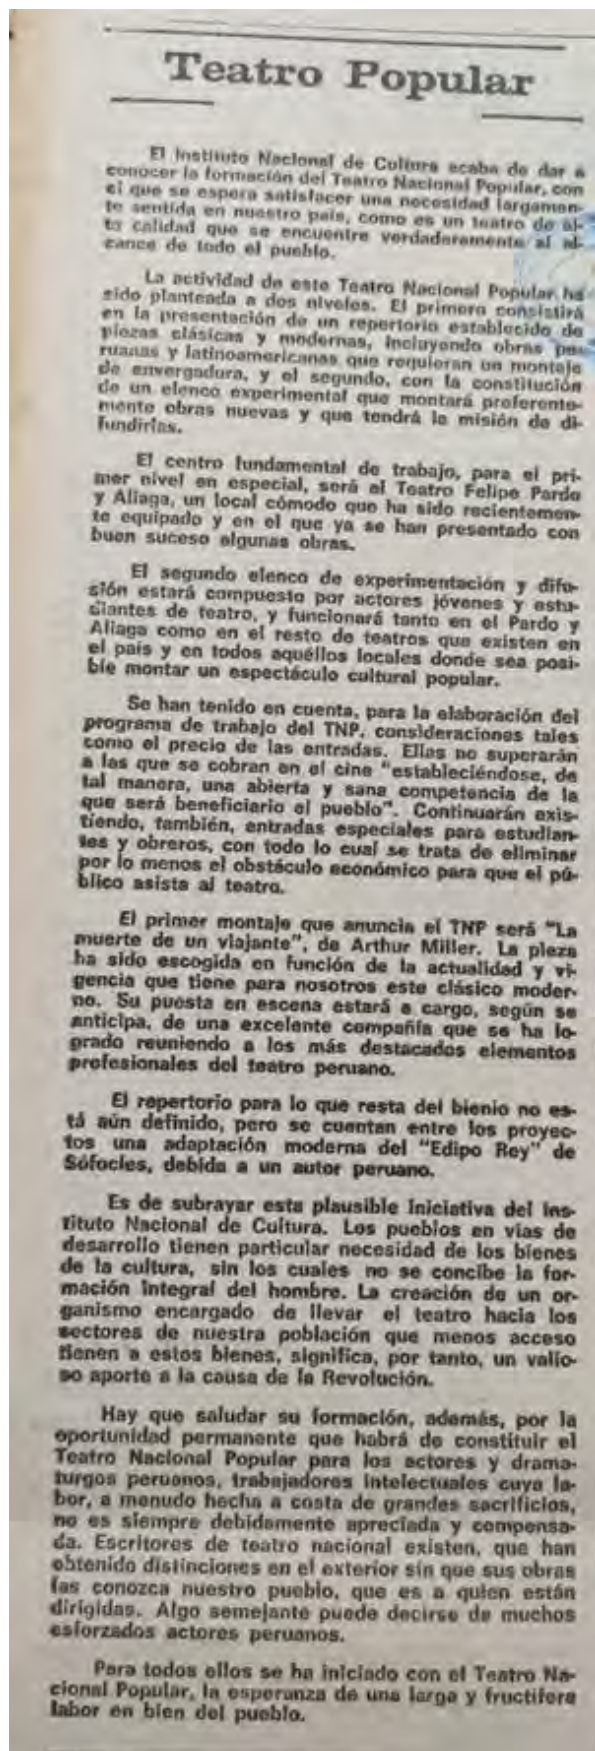 Teatro Popular
El Instituto Nacional de Cultura acaba de dar a
conocer la formación del Teatro Nacional Popular, con
el que se espera satisfacer una necesidad largamen-
te sentida en nuestro país, como es un teatro de al-
ta calidad que se encuentre verdaderamente al al-
cance de todo el pueblo.
La actividad de este Teatro Nacional Popular ha
sido planteada a dos niveles. El primero consistirá
en la presentación de un repertorio establecido de
piezas clásicas y modernas, incluyendo obras pe-
ruanas y latinoamericanas que requieran un montaje
de envergadura, y el segundo, con la constitución
de un elenco experimental que montará preferente-
mente obras nuevas y que tendrá la misión de di-
fundirlas.
El centro fundamental de trabajo, para el pri-
mer nivel en especial, será el Teatro Felipe Pardo
y Aliaga, un local cómodo que ha sido recientemen-
te equipado y en el que ya se han presentado con
buen suceso algunas obras.
El segundo elenco de experimentación y difu-
sión estará compuesto por actores jóvenes y estu-
diantes de teatro, y funcionará tanto en el Pardo y
Aliaga como en el resto de teatros que existen en
el país y en todos aquéllos locales donde sea posi-
ble montar un espectáculo cultural popular.
Se han tenido en cuenta, para la elaboración del
programa de trabajo del TNP, consideraciones tales
como el precio de las entradas. Ellas no superarán
a las que se cobran en el cine "estableciéndose, de
tal manera, una abierta y sana competencia de la
que será beneficiario el pueblo". Continuarán exis-
tiendo, también, entradas especiales para estudian-
tes y obreros, con todo lo cual se trata de eliminar
por lo menos el obstáculo económico para que el pú-
blico asista al teatro.
El primer montaje que anuncia el TNP será "La
muerte de un viajante", de Arthur Miller. La pieza
ha sido escogida en función de la actualidad y vi-
gencia que tiene para nosotros este clásico moder-
no. Su puesta en escena estará a cargo, según se
anticipa, de una excelente compañía que se ha lo-
grado reuniendo a los más destacados elementos
profesionales del teatro peruano.
El repertorio para lo que resta del bienio no es-
tá aún definido, pero se cuentan entre los proyec-
tos una adaptación moderna del "Edipo Rey" de
Sófocles, debida a un autor peruano.
Es de subrayar esta plausible iniciativa del Ins-
tituto Nacional de Cultura. Los pueblos en vías de
desarrollo tienen particular necesidad de los bienes
de la cultura, sin los cuales no se concibe la for-
mación integral del hombre. La creación de un or-
ganismo encargado de llevar el teatro hacia los
sectores de nuestra población que menos acceso
tienen a estos bienes, significa, por tanto, un valio-
so aporte a la causa de la Revolución.
Hay que saludar su formación, además, por la
oportunidad permanente que habrá de constituir el
Teatro Nacional Popular para los actores y drama-
turgos peruanos, trabajadores intelectuales cuya la-
bor, a menudo hecha a costa de grandes sacrificios,
no es siempre debidamente apreciada y compensa-
da. Escritores de teatro nacional existen, que han
obtenido distinciones en el exterior sin que sus obras
las conozca nuestro pueblo, que es a quien están
dirigidas. Algo semejante puede decirse de muchos
esforzados actores peruanos.
Para todos ellos se ha iniciado con el Teatro Na-
cional Popular, la esperanza de una larga y fructífera
labor en bien del pueblo.